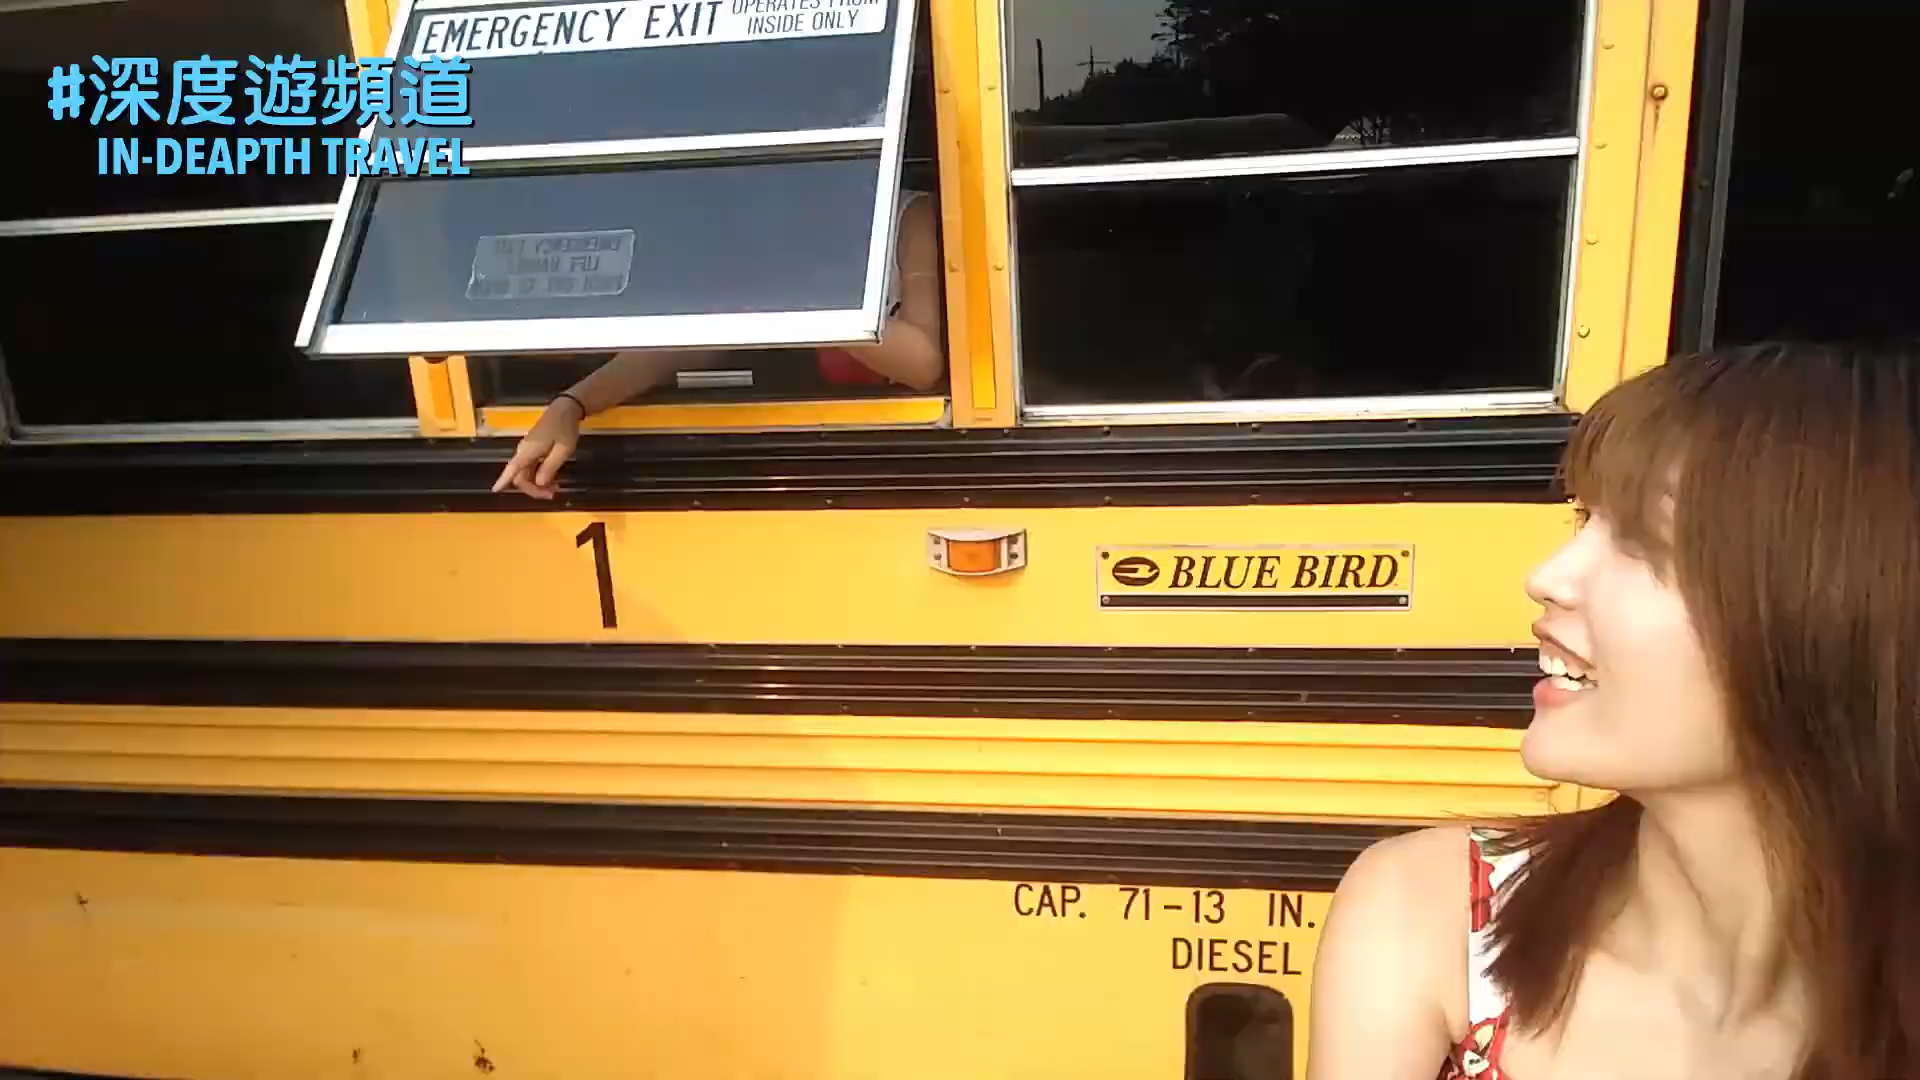 EMERGENCY EXIT
OPERATES FROM
INSIDE ONLY
#深度遊頻道
IN-DEAPTH TRAVEL
1
BLUE BIRD
CAP. 71-13 IN.
DIESEL